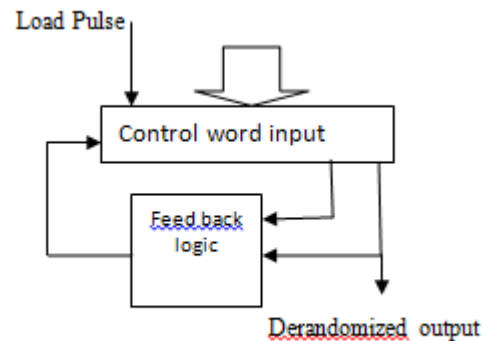 Load Pulse
Control word input
Feed back
logic
Derandomized output